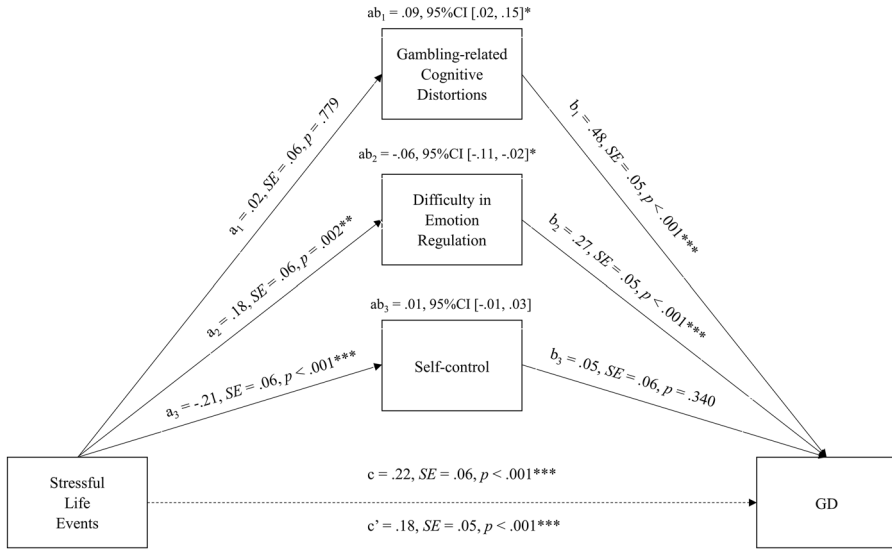 ab₁ = .09, 95%CI [.02, .15]*
Gambling-related
Cognitive
Distortions
a₁ = .02, SE = .06, p = .779
b₁ = .48, SE = .05, p < .001***
ab₂ = -.06, 95%CI [-.11, -.02]*
Difficulty in
Emotion
Regulation
a₂ = .18, SE = .06, p = .002**
b₂ = .27, SE = .05, p < .001***
ab₃ = .01, 95%CI [-.01, .03]
Self-control
a₃ = -.21, SE = .06, p < .001***
b₃ = .05, SE = .06, p = .340
Stressful
Life
Events
c = .22, SE = .06, p < .001***
c’ = .18, SE = .05, p < .001***
GD